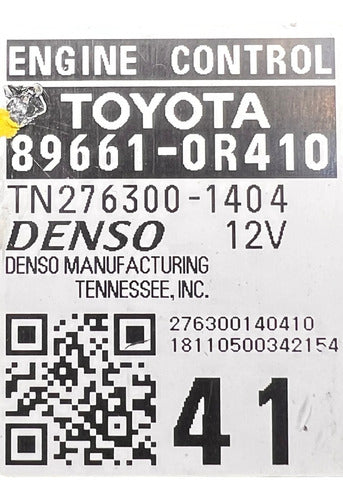 ENGINE CONTROL
TOYOTA
89661-0R410
TN276300-1404
DENSO 12V
DENSO MANUFACTURING
TENNESSEE, INC.
276300140410
18110500342154
41